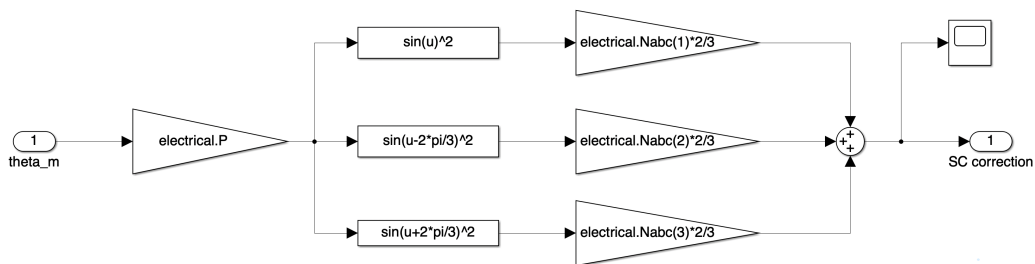 sin(u)^2
electrical.Nabc(1)*2/3
1
theta_m
electrical.P
sin(u-2*pi/3)^2
electrical.Nabc(2)*2/3
+
+
+
1
SC correction
sin(u+2*pi/3)^2
electrical.Nabc(3)*2/3